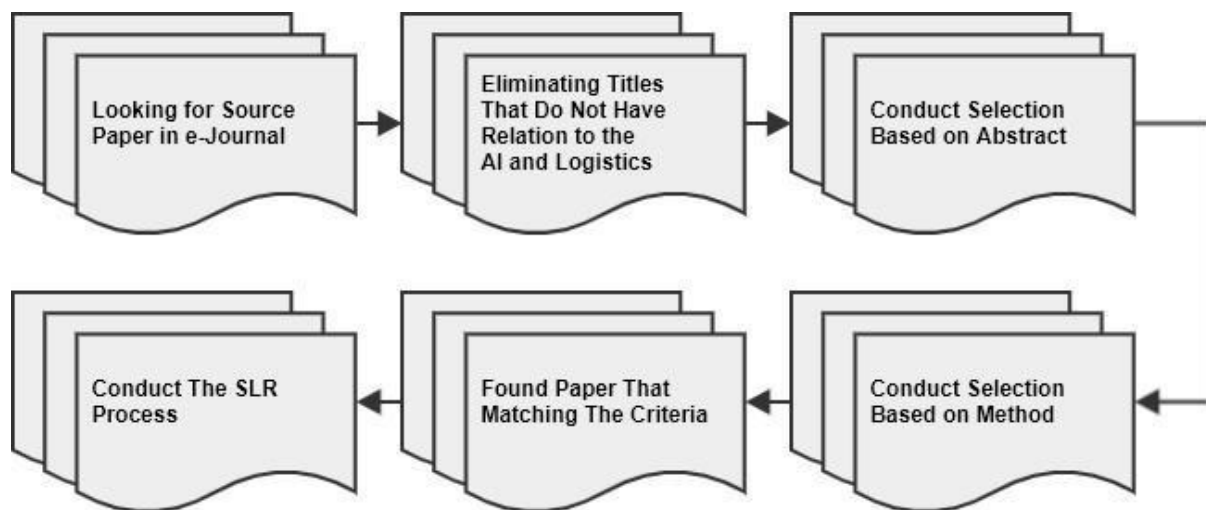 Looking for Source
Paper in e-Journal
Eliminating Titles
That Do Not Have
Relation to the
AI and Logistics
Conduct Selection
Based on Abstract
Conduct Selection
Based on Method
Found Paper That
Matching The Criteria
Conduct The SLR
Process